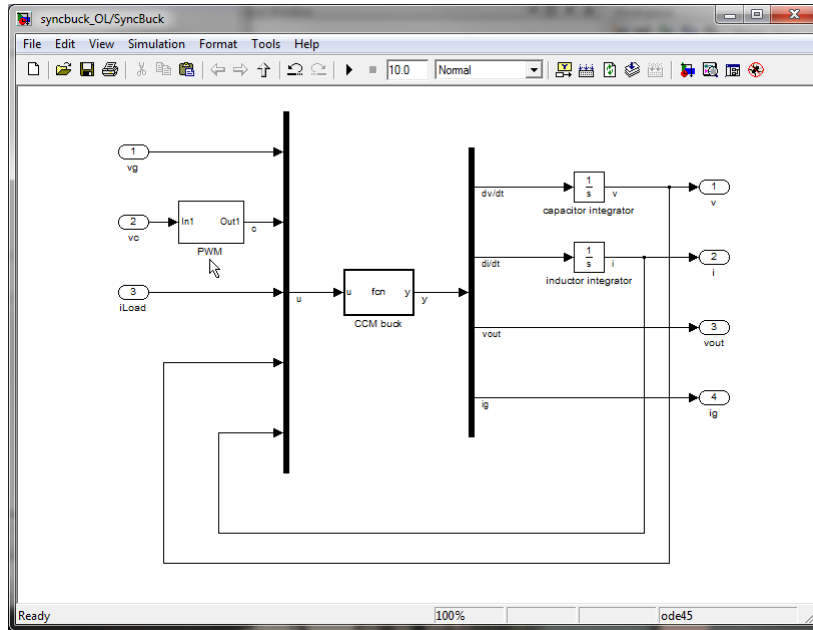 syncbuck_OL/SyncBuck
File Edit View Simulation Format Tools Help
10.0 Normal
1
vg
2
vc
In1 Out1
c
PWM
3
iLoad
u
u fcn y
y
CCM buck
dv/dt
1
s
v
capacitor integrator
1
v
di/dt
1
s
i
inductor integrator
2
i
vout
3
vout
ig
4
ig
Ready 100% ode45